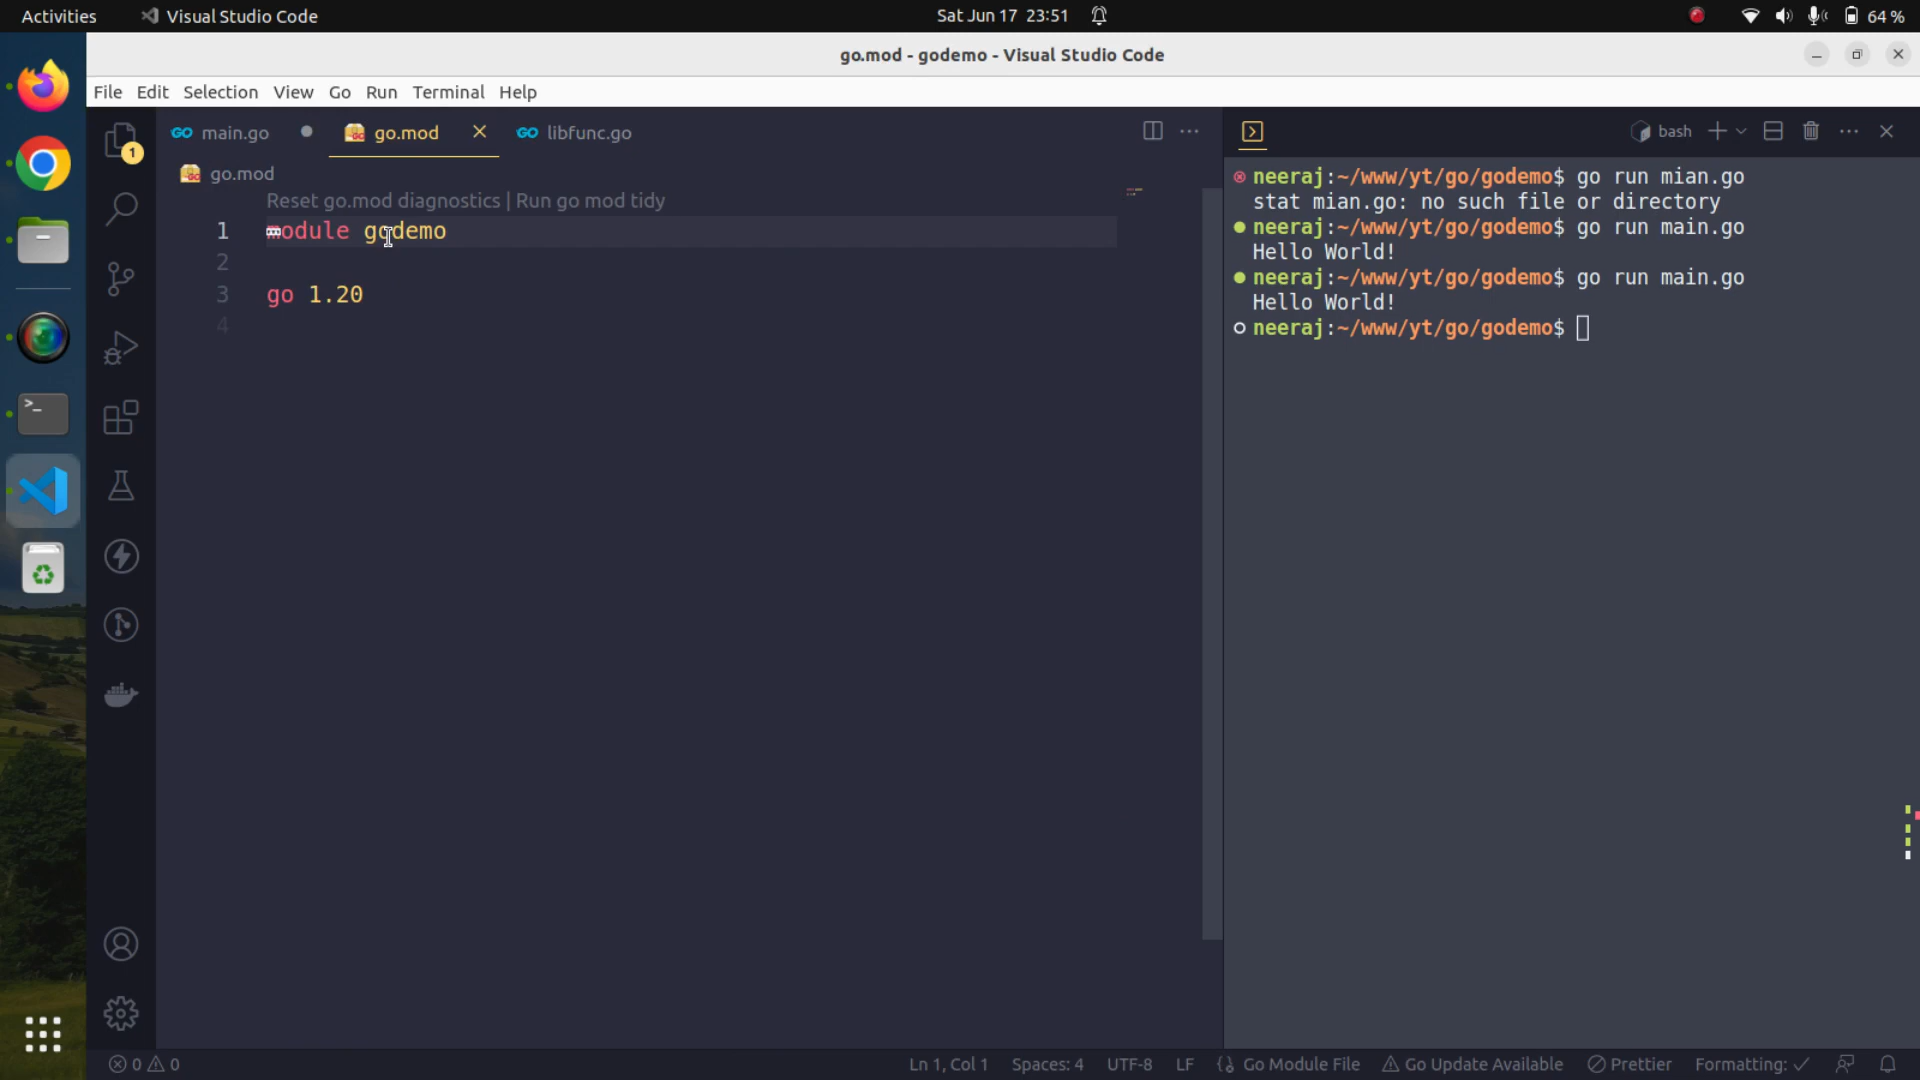 Activities Visual Studio Code Sat Jun 17 23:51 64 %
go.mod - godemo - Visual Studio Code
File Edit Selection View Go Run Terminal Help
main.go go.mod libfunc.go
go.mod
Reset go.mod diagnostics | Run go mod tidy
1 module godemo
2
3 go 1.20
4
1
bash
neeraj:~/www/yt/go/godemo$ go run mian.go
stat mian.go: no such file or directory
neeraj:~/www/yt/go/godemo$ go run main.go
Hello World!
neeraj:~/www/yt/go/godemo$ go run main.go
Hello World!
neeraj:~/www/yt/go/godemo$
0 0 Ln 1, Col 1 Spaces: 4 UTF-8 LF Go Module File Go Update Available Prettier Formatting: